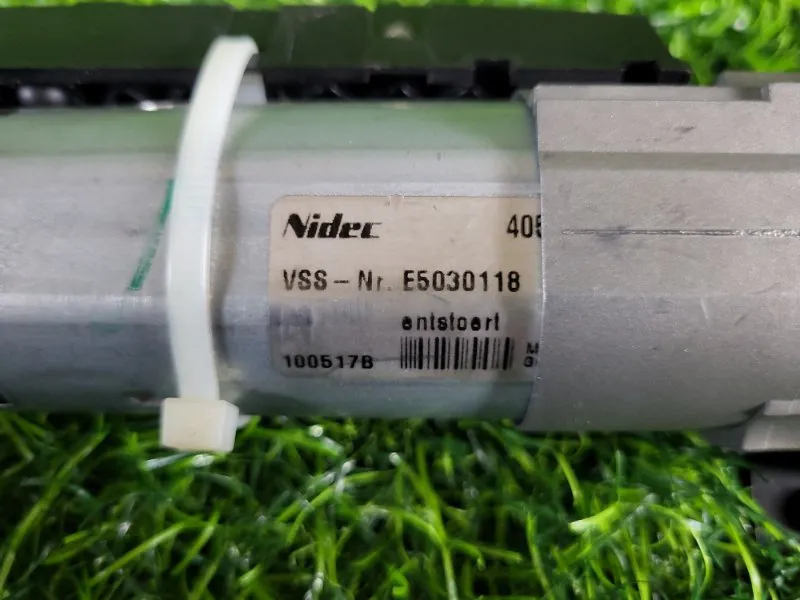 Nidec 405
VSS - Nr. E5030118
entstoert
100517B